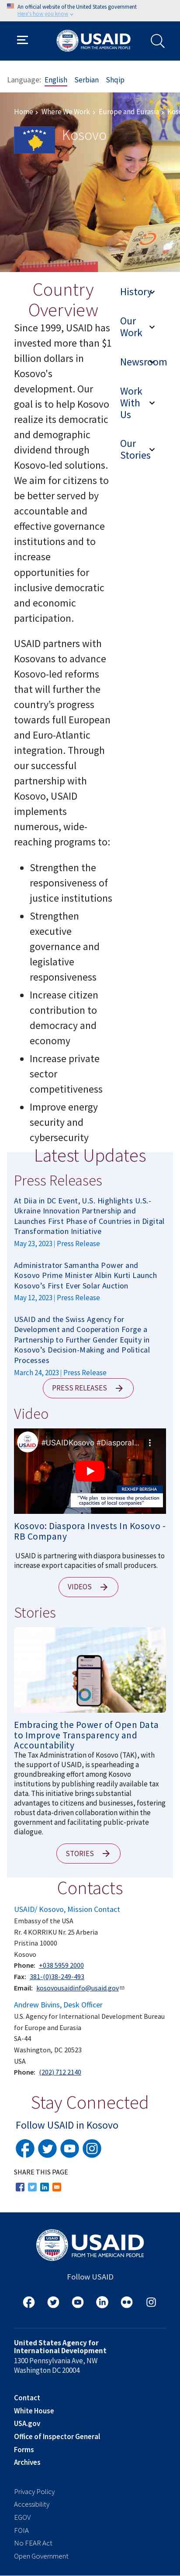 An official website of the United States government
Here's how you know
USAID
FROM THE AMERICAN PEOPLE
Language: English Serbian Shqip
Home › Where We Work › Europe and Eurasia ›
Kosovo
Country
Overview
Since 1999, USAID has
invested more than $1
billion dollars in
Kosovo's
development. Our
goal is to help Kosovo
realize its democratic
and demographic
dividend through
Kosovo-led solutions.
We aim for citizens to
be better served by
accountable and
effective governance
institutions and to
increase
opportunities for
inclusive democratic
and economic
participation.
USAID partners with
Kosovans to advance
Kosovo-led reforms
that will further the
country's progress
towards full European
and Euro-Atlantic
integration. Through
our successful
partnership with
Kosovo, USAID
implements
numerous, wide-
reaching programs to:
• Strengthen the
responsiveness of
justice institutions
• Strengthen
executive
governance and
legislative
responsiveness
• Increase citizen
contribution to
democracy and
economy
• Increase private
sector
competitiveness
• Improve energy
security and
cybersecurity
History
Our
Work
Newsroom
Work
With
Us
Our
Stories
Latest Updates
Press Releases
At Diia in DC Event, U.S. Highlights U.S.-
Ukraine Innovation Partnership and
Launches First Phase of Countries in Digital
Transformation Initiative
May 23, 2023 | Press Release
Administrator Samantha Power and
Kosovo Prime Minister Albin Kurti Launch
Kosovo's First Ever Solar Auction
May 12, 2023 | Press Release
USAID and the Swiss Agency for
Development and Cooperation Forge a
Partnership to Further Gender Equity in
Kosovo's Decision-Making and Political
Processes
March 24, 2023 | Press Release
PRESS RELEASES
Video
#USAIDKosovo #Diasporal...
REXHEP BERISHA
"We plan to increase the production
capacities of local companies"
Kosovo: Diaspora Invests In Kosovo -
RB Company
USAID is partnering with diaspora businesses to
increase export capacities of small producers.
VIDEOS
Stories
Embracing the Power of Open Data
to Improve Transparency and
Accountability
The Tax Administration of Kosovo (TAK), with
the support of USAID, is spearheading a
groundbreaking effort among Kosovo
institutions by publishing readily available tax
data. This initiative brings substantial
advantages to citizens and businesses, fostering
robust data-oriented collaboration within the
government and facilitating public-private
dialogue.
STORIES
Contacts
USAID/ Kosovo, Mission Contact
Embassy of the USA
Rr. 4 KORRIKU Nr. 25 Arberia
Pristina 10000
Kosovo
Phone: +038 5959 2000
Fax: 381-(0)38-249-493
Email: kosovousaidinfo@usaid.gov
Andrew Bivins, Desk Officer
U.S. Agency for International Development Bureau
for Europe and Eurasia
SA-44
Washington, DC 20523
USA
Phone: (202) 712 2140
Stay Connected
Follow USAID in Kosovo
SHARE THIS PAGE
USAID
FROM THE AMERICAN PEOPLE
Follow USAID
United States Agency for
International Development
1300 Pennsylvania Ave, NW
Washington DC 20004
Contact
White House
USA.gov
Office of Inspector General
Forms
Archives
Privacy Policy
Accessibility
EGOV
FOIA
No FEAR Act
Open Government